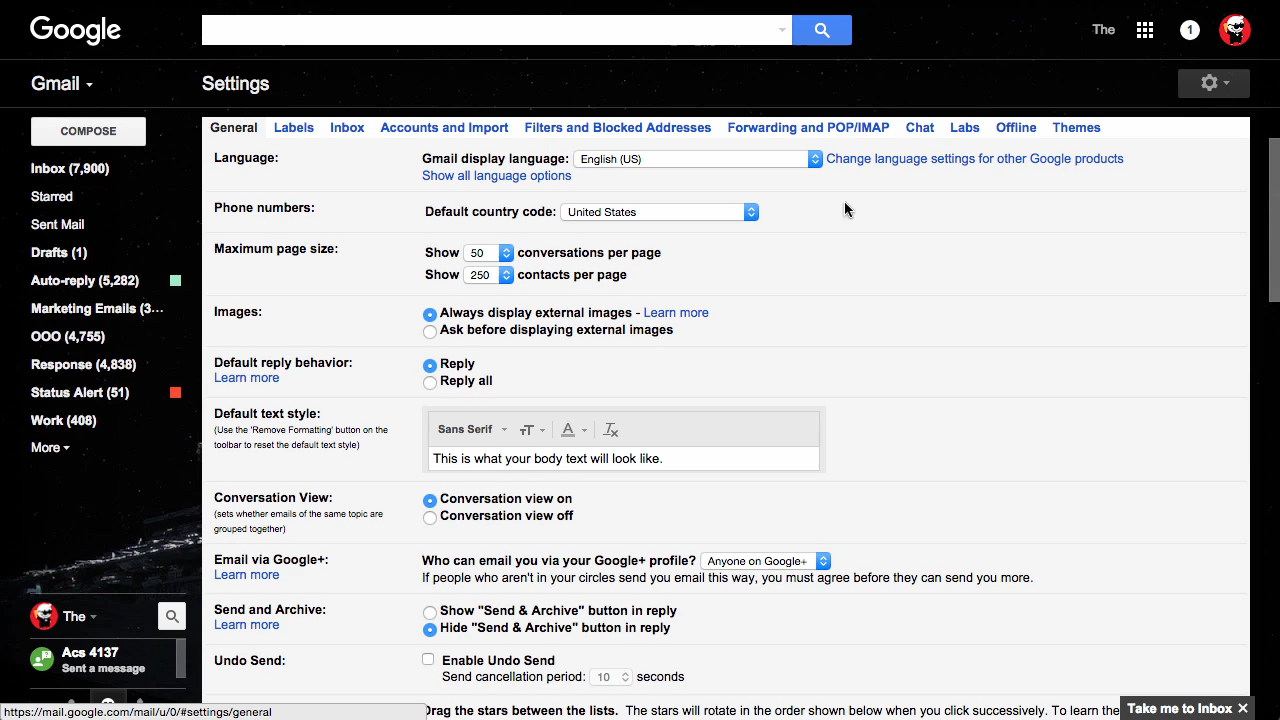 Google
The
1
Gmail
Settings
COMPOSE
General Labels Inbox Accounts and Import Filters and Blocked Addresses Forwarding and POP/IMAP Chat Labs Offline Themes
Inbox (7,900)
Starred
Sent Mail
Drafts (1)
Auto-reply (5,282)
Marketing Emails (3...
OOO (4,755)
Response (4,838)
Status Alert (51)
Work (408)
More
The
Acs 4137
Sent a message
Language:
Gmail display language: English (US) Change language settings for other Google products
Show all language options
Phone numbers:
Default country code: United States
Maximum page size:
Show 50 conversations per page
Show 250 contacts per page
Images:
Always display external images - Learn more
Ask before displaying external images
Default reply behavior:
Learn more
Reply
Reply all
Default text style:
(Use the 'Remove Formatting' button on the
toolbar to reset the default text style)
Sans Serif
This is what your body text will look like.
Conversation View:
(sets whether emails of the same topic are
grouped together)
Conversation view on
Conversation view off
Email via Google+:
Learn more
Who can email you via your Google+ profile? Anyone on Google+
If people who aren't in your circles send you email this way, you must agree before they can send you more.
Send and Archive:
Learn more
Show "Send & Archive" button in reply
Hide "Send & Archive" button in reply
Undo Send:
Enable Undo Send
Send cancellation period: 10 seconds
Drag the stars between the lists. The stars will rotate in the order shown below when you click successively. To learn the
https://mail.google.com/mail/u/0/#settings/general
Take me to Inbox